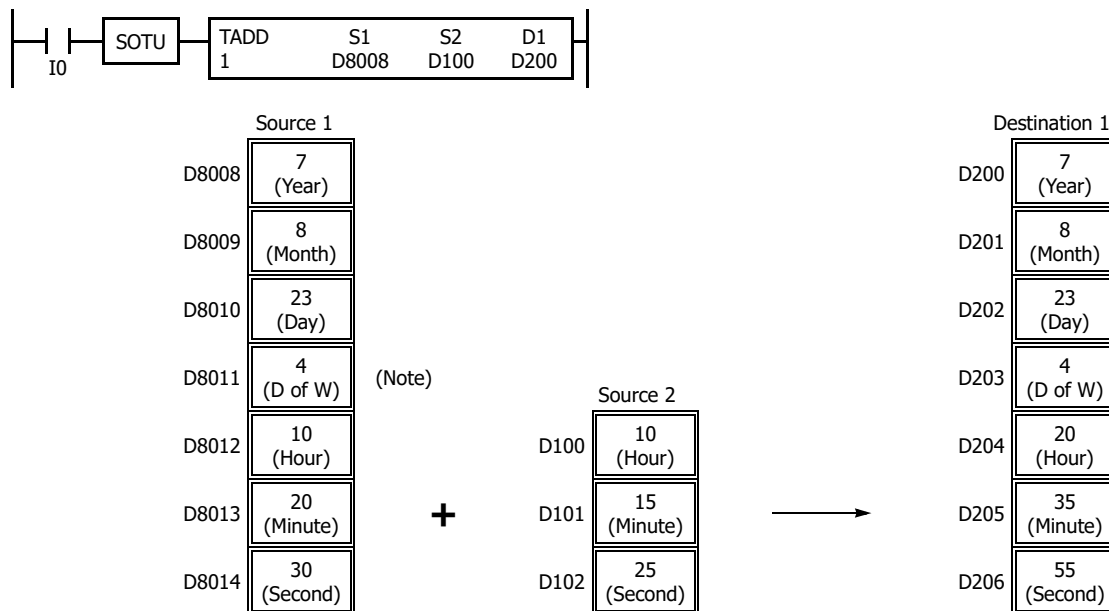 SOTU
TADD S1 S2 D1
1 D8008 D100 D200
I0
Source 1
Destination 1
D8008 7 (Year)
D200 7 (Year)
D8009 8 (Month)
D201 8 (Month)
D8010 23 (Day)
D202 23 (Day)
D8011 4 (D of W) (Note)
D203 4 (D of W)
Source 2
D8012 10 (Hour)
D100 10 (Hour)
D204 20 (Hour)
D8013 20 (Minute)
+
D101 15 (Minute)
D205 35 (Minute)
D8014 30 (Second)
D102 25 (Second)
D206 55 (Second)